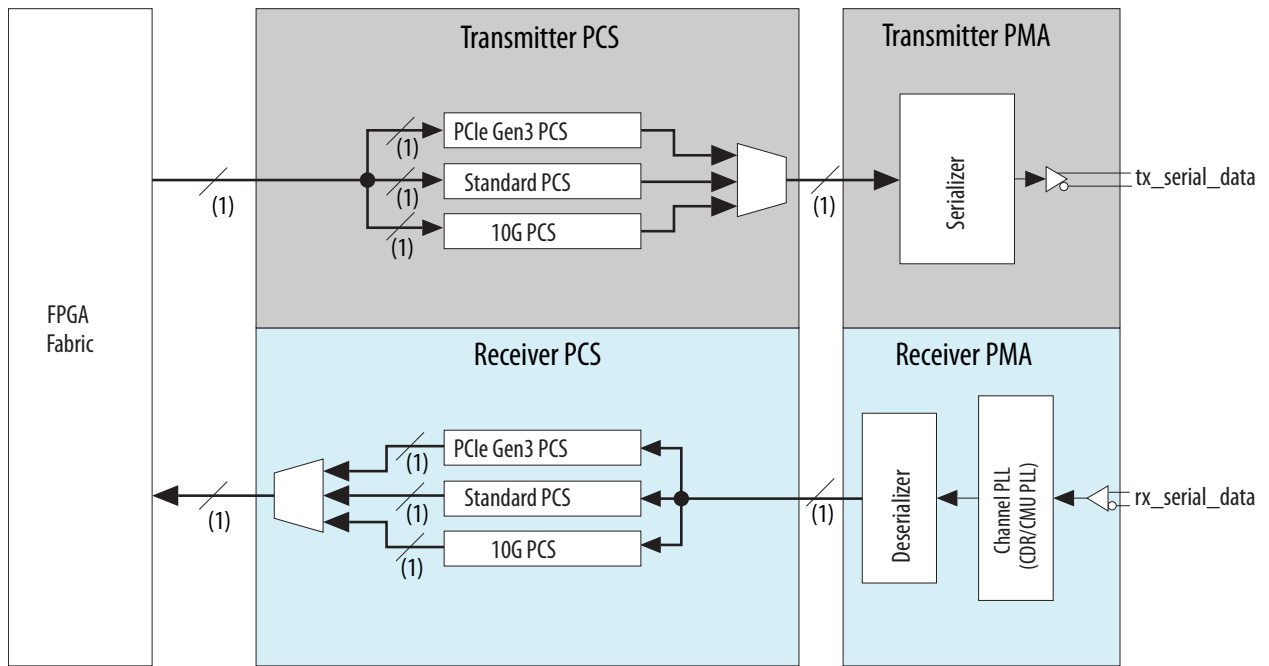 Transmitter PCS
Transmitter PMA
PCIe Gen3 PCS
(1)
Standard PCS
(1)
(1)
(1)
10G PCS
(1)
Serializer
tx_serial_data
FPGA
Fabric
Receiver PCS
Receiver PMA
PCIe Gen3 PCS
(1)
Standard PCS
(1)
(1)
(1)
10G PCS
(1)
Deserializer
Channel PLL
(CDR/CMU PLL)
rx_serial_data